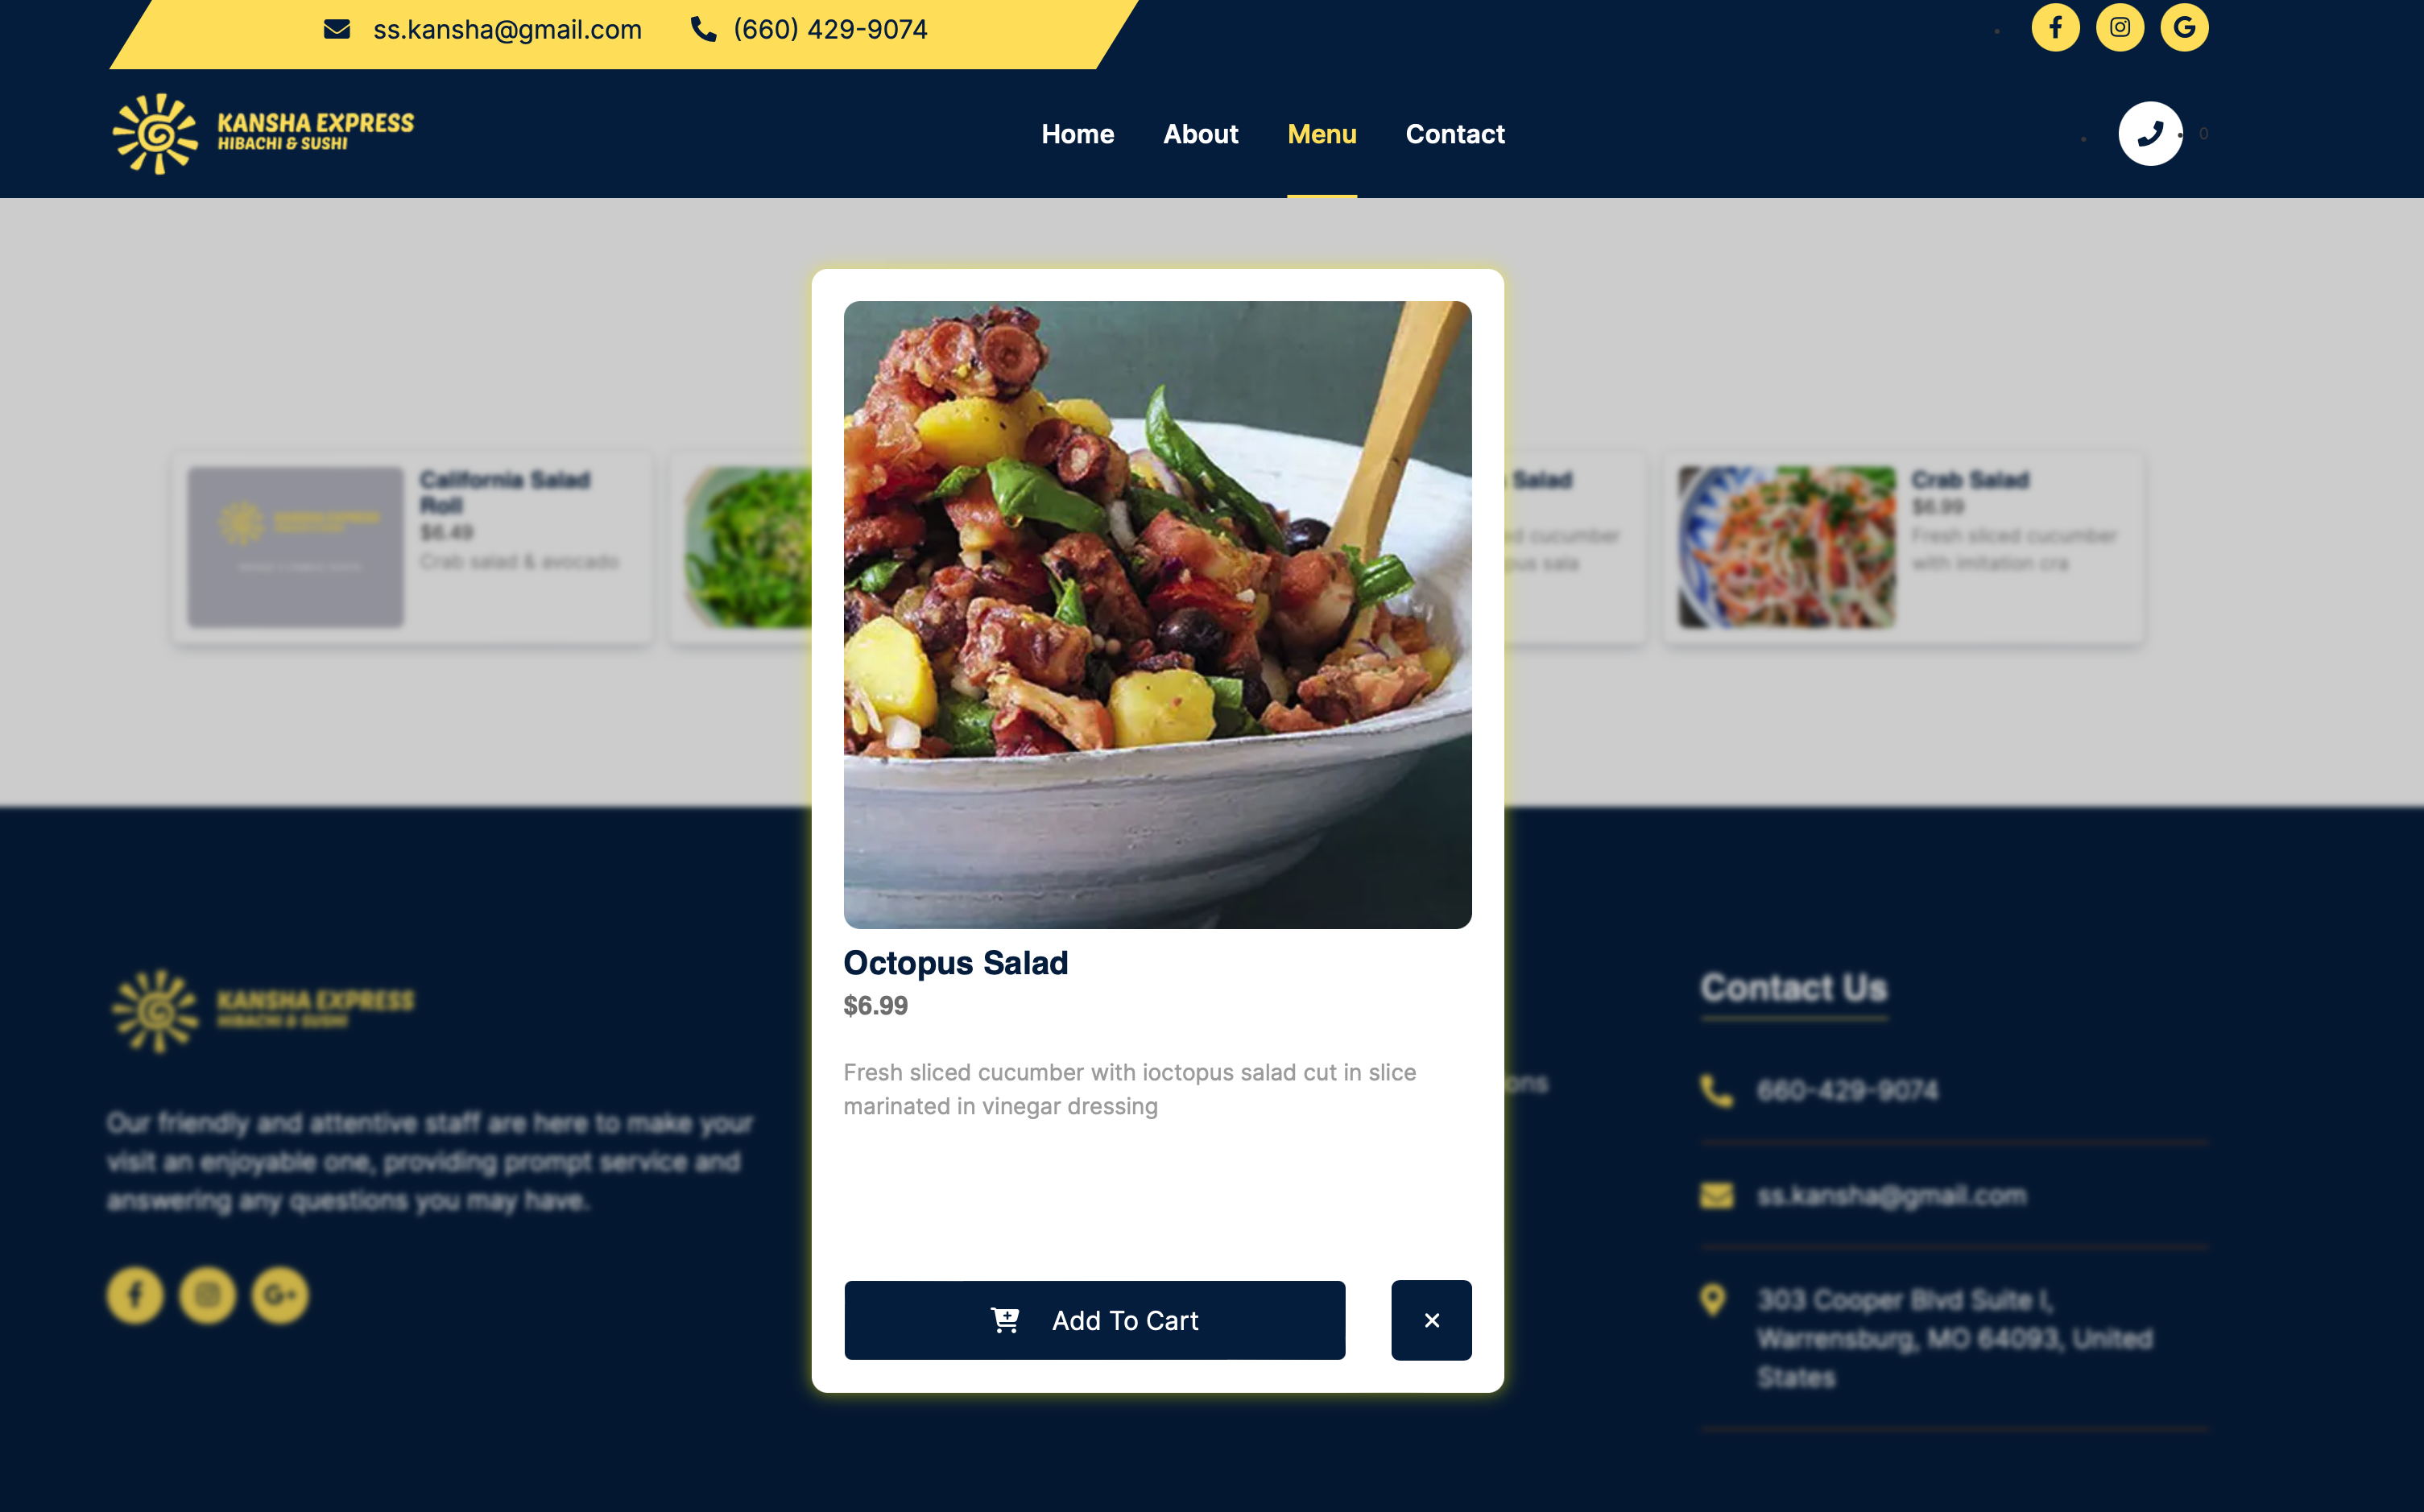 ss.kansha@gmail.com
(660) 429-9074
KANSHA EXPRESS
HIBACHI & SUSHI
Home
About
Menu
Contact
0
California Salad
Roll
$6.49
Crab salad & avocado
Salad
cucumber
sala
Crab Salad
$6.99
Fresh sliced cucumber
with imitation cra
Octopus Salad
$6.99
Fresh sliced cucumber with ioctopus salad cut in slice
marinated in vinegar dressing
Add To Cart
KANSHA EXPRESS
HIBACHI & SUSHI
Our friendly and attentive staff are here to make your
visit an enjoyable one, providing prompt service and
answering any questions you may have.
Contact Us
660-429-9074
ss.kansha@gmail.com
303 Cooper Blvd Suite I,
Warrensburg, MO 64093, United
States